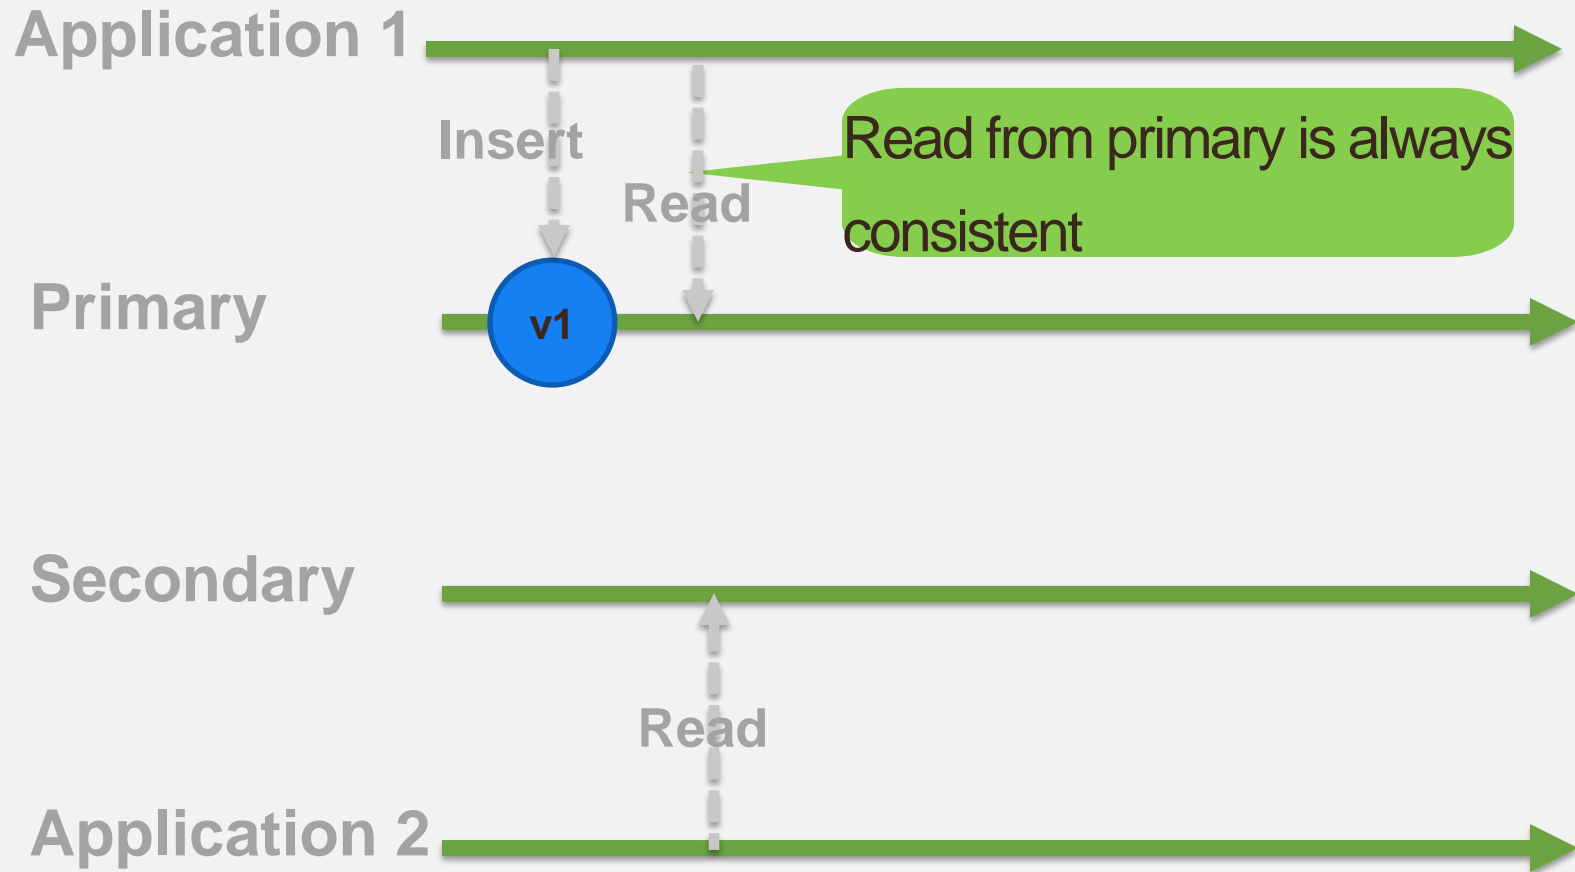 Application 1
Insert
Read
Read from primary is always
consistent
Primary
v1
Secondary
Read
Application 2